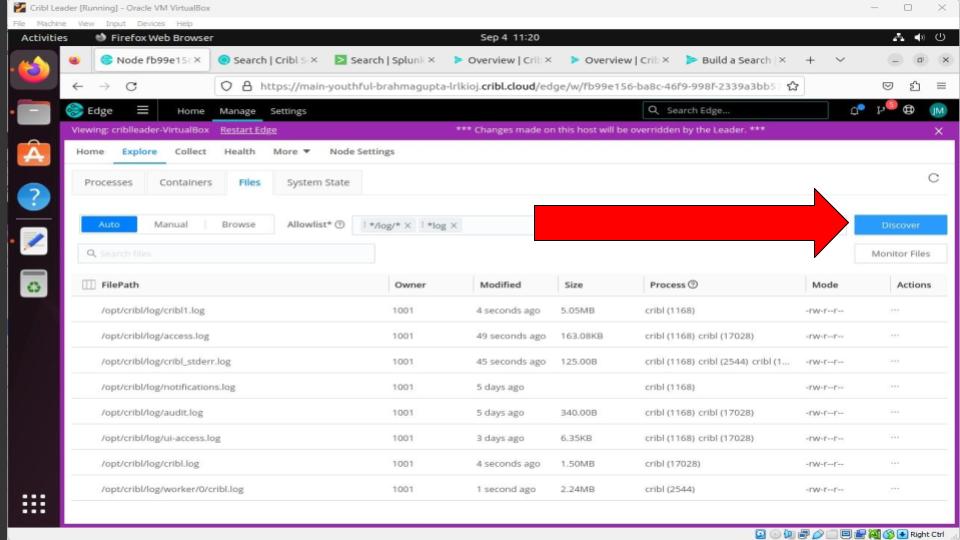 Cribl Leader [Running] - Oracle VM VirtualBox
File Machine View Input Devices Help
Activities Firefox Web Browser Sep 4 11:20
Node fb99e15 Search | Cribl S Search | Splunk Overview | Crib Overview | Crib Build a Search
https://main-youthful-brahmagupta-lrlkioj.cribl.cloud/edge/w/fb99e156-ba8c-46f9-998f-2339a3bb5
Edge Home Manage Settings Search Edge... 5 JM
Viewing: criblleader-VirtualBox Restart Edge *** Changes made on this host will be overridden by the Leader. ***
Home Explore Collect Health More Node Settings
Processes Containers Files System State
Auto Manual Browse Allowlist* */log/* *log Discover
Search files Monitor Files
FilePath Owner Modified Size Process Mode Actions
/opt/cribl/log/cribl1.log 1001 4 seconds ago 5.05MB cribl (1168) -rw-r--r-- ...
/opt/cribl/log/access.log 1001 49 seconds ago 163.08KB cribl (1168) cribl (17028) -rw-r--r-- ...
/opt/cribl/log/cribl_stderr.log 1001 45 seconds ago 125.00B cribl (1168) cribl (2544) cribl (1... -rw-r--r-- ...
/opt/cribl/log/notifications.log 1001 5 days ago cribl (1168) -rw-r--r-- ...
/opt/cribl/log/audit.log 1001 5 days ago 340.00B cribl (1168) cribl (17028) -rw-r--r-- ...
/opt/cribl/log/ui-access.log 1001 3 days ago 6.35KB cribl (1168) cribl (17028) -rw-r--r-- ...
/opt/cribl/log/cribl.log 1001 4 seconds ago 1.50MB cribl (17028) -rw-r--r-- ...
/opt/cribl/log/worker/0/cribl.log 1001 1 second ago 2.24MB cribl (2544) -rw-r--r-- ...
Right Ctrl